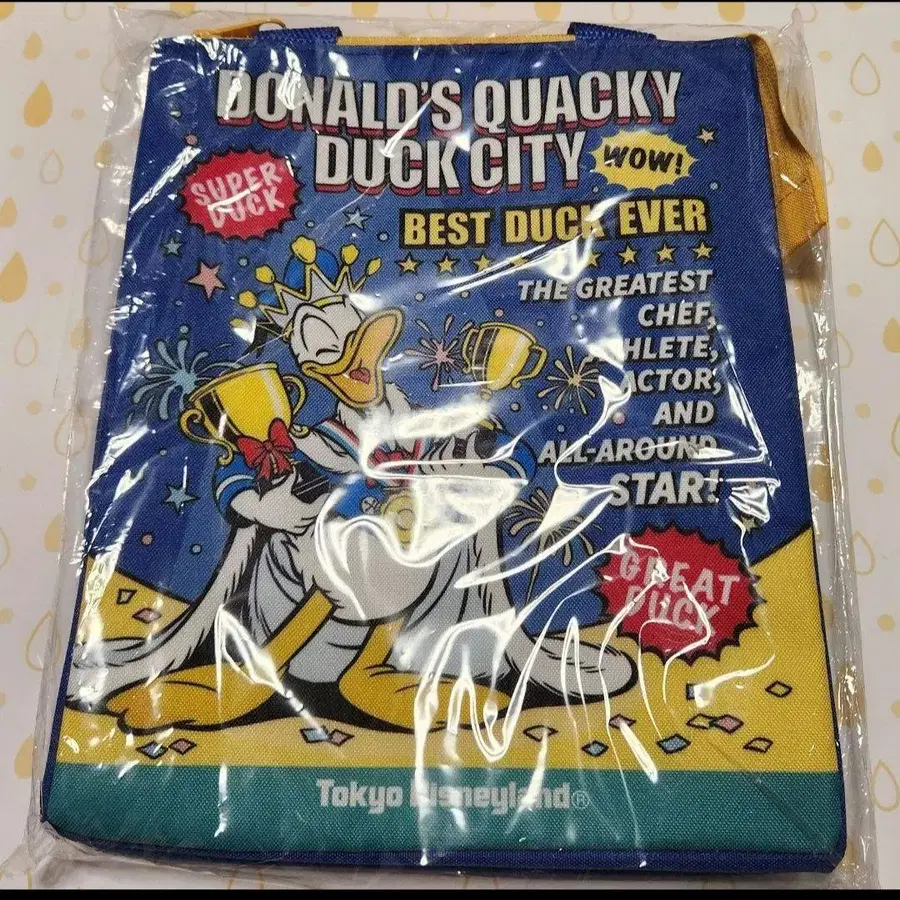 DONALD'S QUACKY
DUCK CITY
WOW!
SUPER
DUCK
BEST DUCK EVER
THE GREATEST
CHEF,
ATHLETE,
ACTOR,
AND
ALL-AROUND
STAR!
GREAT
DUCK
Tokyo Disneyland®